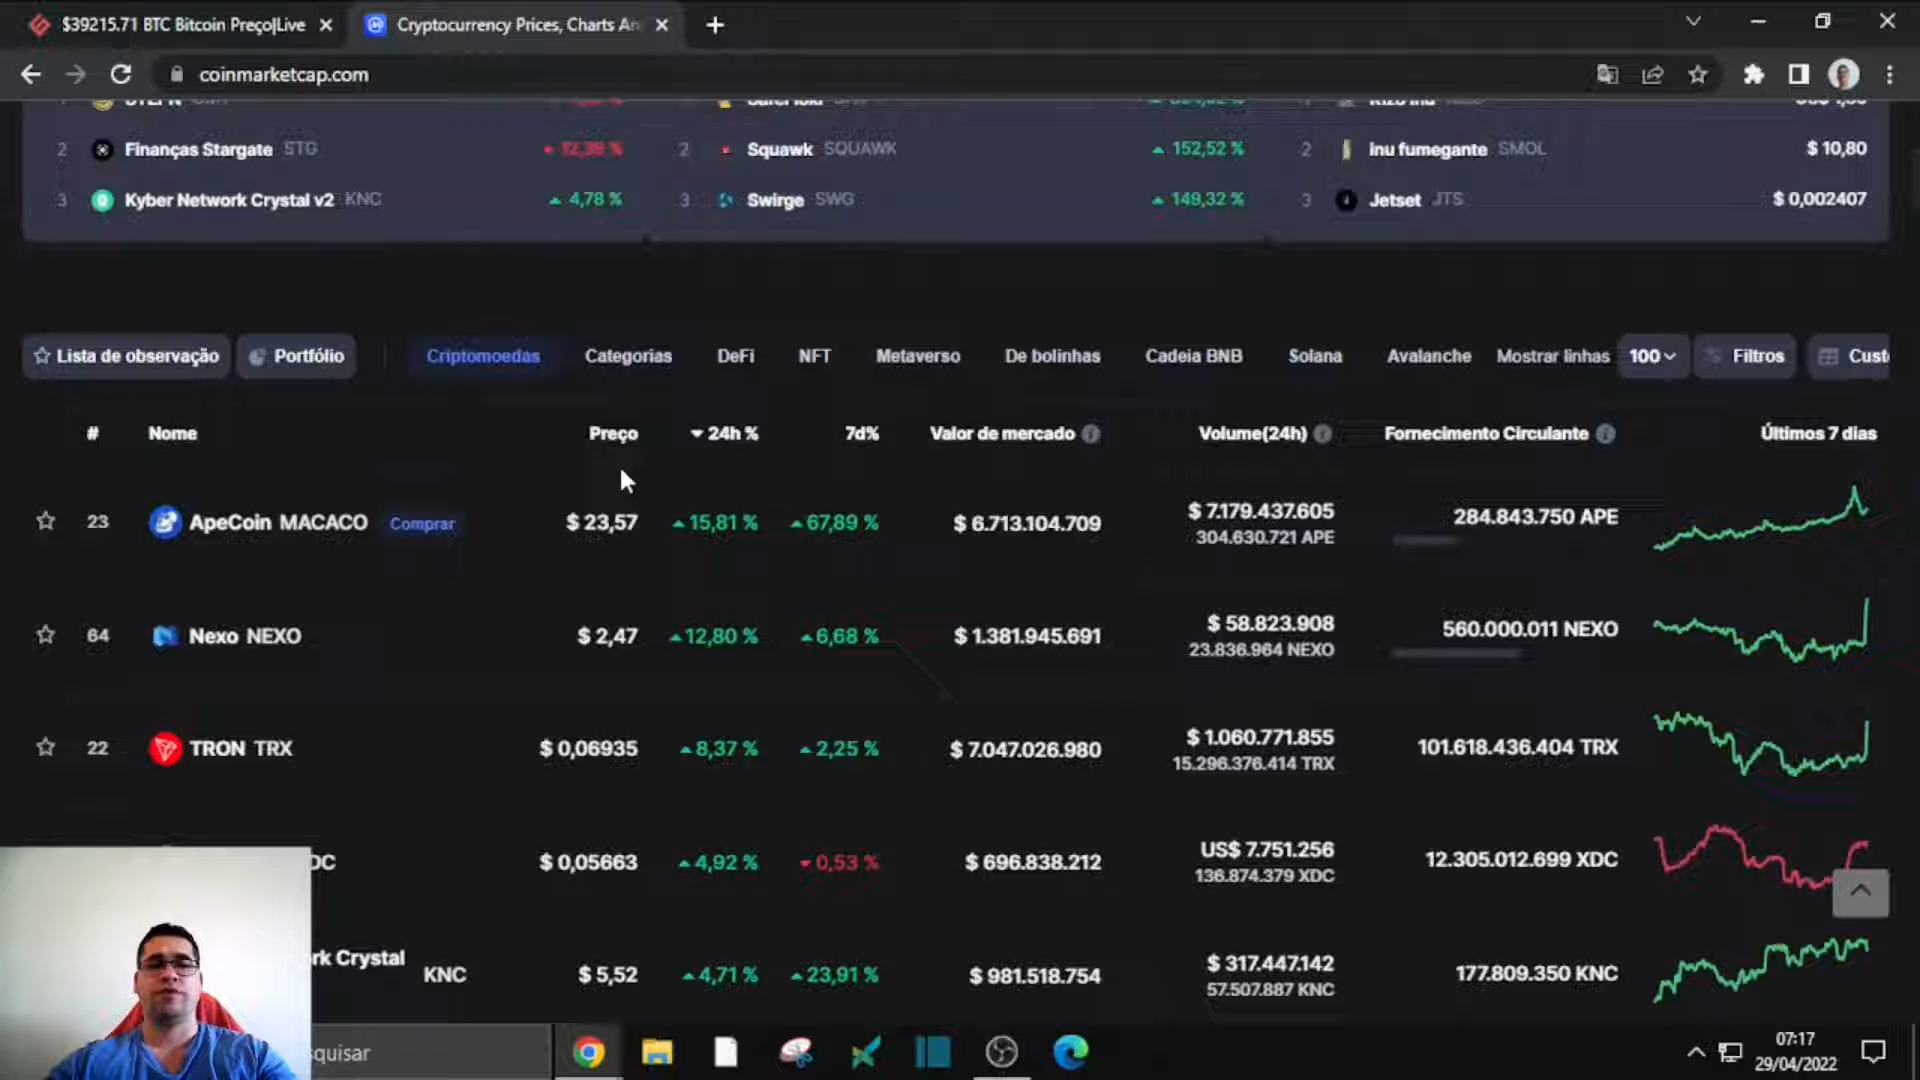 $39215.71 BTC Bitcoin Preço|Live
Cryptocurrency Prices, Charts An
coinmarketcap.com
2 Finanças Stargate STG 12,39 %
2 Squawk SQUAWK 152,52 %
2 inu fumegante SMOL $ 10,80
3 Kyber Network Crystal v2 KNC 4,78 %
3 Swirge SWG 149,32 %
3 Jetset JTS $ 0,002407
Lista de observação Portfólio Criptomoedas Categorias DeFi NFT Metaverso De bolinhas Cadeia BNB Solana Avalanche Mostrar linhas 100 Filtros Custo
# Nome Preço 24h % 7d% Valor de mercado Volume(24h) Fornecimento Circulante Últimos 7 dias
23 ApeCoin MACACO Comprar $ 23,57 15,81 % 67,89 % $ 6.713.104.709 $ 7.179.437.605 284.843.750 APE
304.630.721 APE
64 Nexo NEXO $ 2,47 12,80 % 6,68 % $ 1.381.945.691 $ 58.823.908 560.000.011 NEXO
23.836.964 NEXO
22 TRON TRX $ 0,06935 8,37 % 2,25 % $ 7.047.026.980 $ 1.060.771.855 101.618.436.404 TRX
15.296.376.414 TRX
DC $ 0,05663 4,92 % 0,53 % $ 696.838.212 US$ 7.751.256 12.305.012.699 XDC
136.874.379 XDC
rk Crystal KNC $ 5,52 4,71 % 23,91 % $ 981.518.754 $ 317.447.142 177.809.350 KNC
57.507.887 KNC
squisar
07:17
29/04/2022